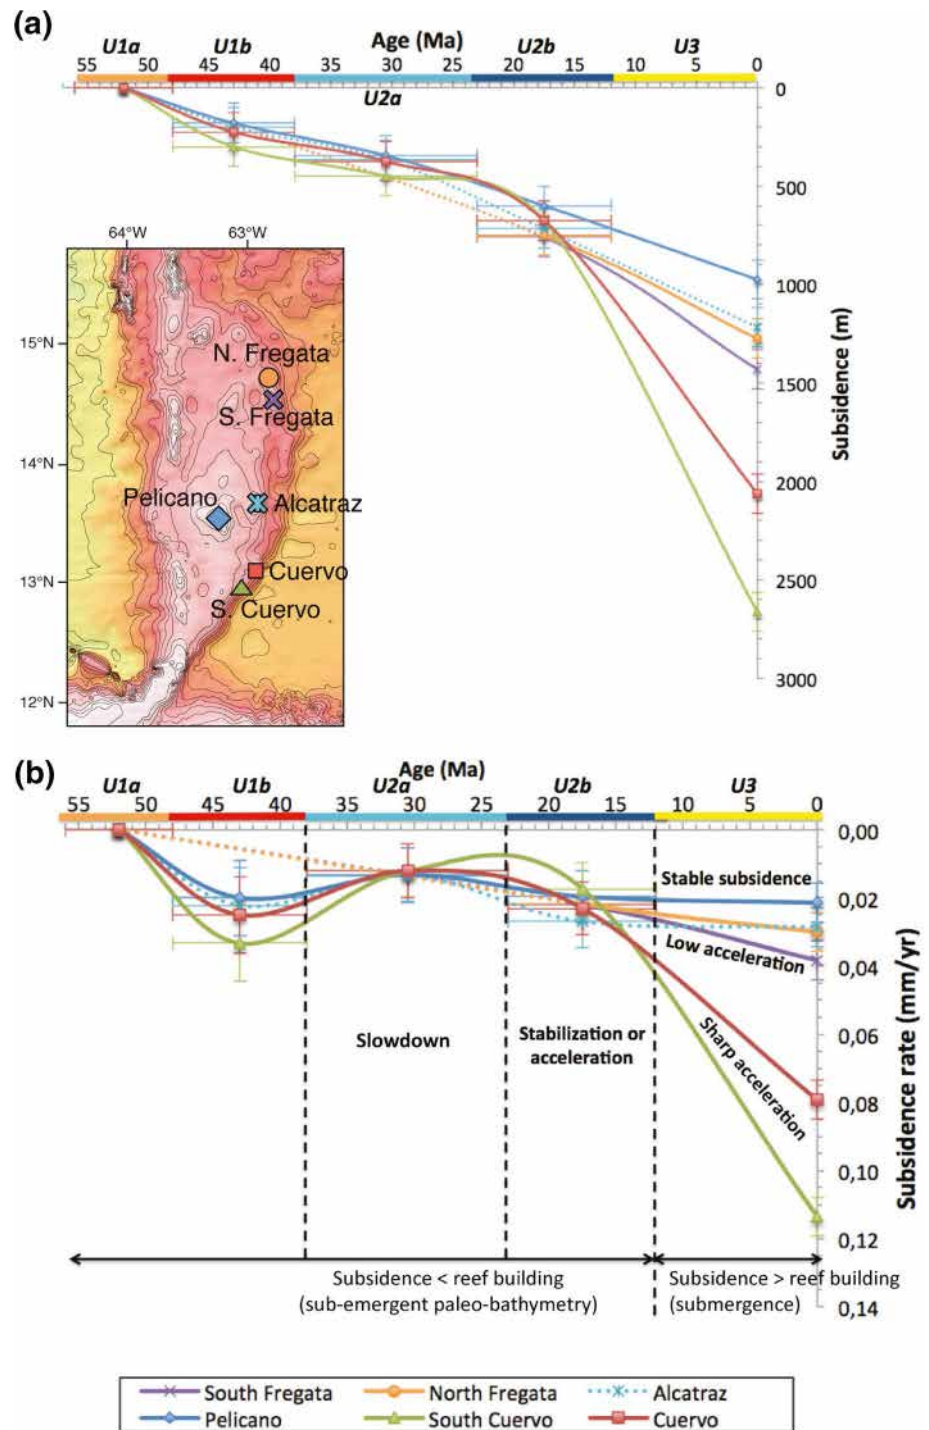 (a)
U1a U1b Age (Ma) U2b U3
55 50 45 40 35 30 25 20 15 10 5 0
U2a
0
500
1000
1500
2000
2500
3000
Subsidence (m)
64°W 63°W
15°N
14°N
13°N
12°N
N. Fregata
S. Fregata
Pelicano
Alcatraz
Cuervo
S. Cuervo
(b)
U1a U1b U2a Age (Ma) U2b U3
55 50 45 40 35 30 25 20 15 10 5 0
0,00
0,02
0,04
0,06
0,08
0,10
0,12
0,14
Subsidence rate (mm/yr)
Stable subsidence
Low acceleration
Sharp acceleration
Slowdown
Stabilization or
acceleration
Subsidence < reef building
(sub-emergent paleo-bathymetry)
Subsidence > reef building
(submergence)
South Fregata North Fregata Alcatraz
Pelicano South Cuervo Cuervo